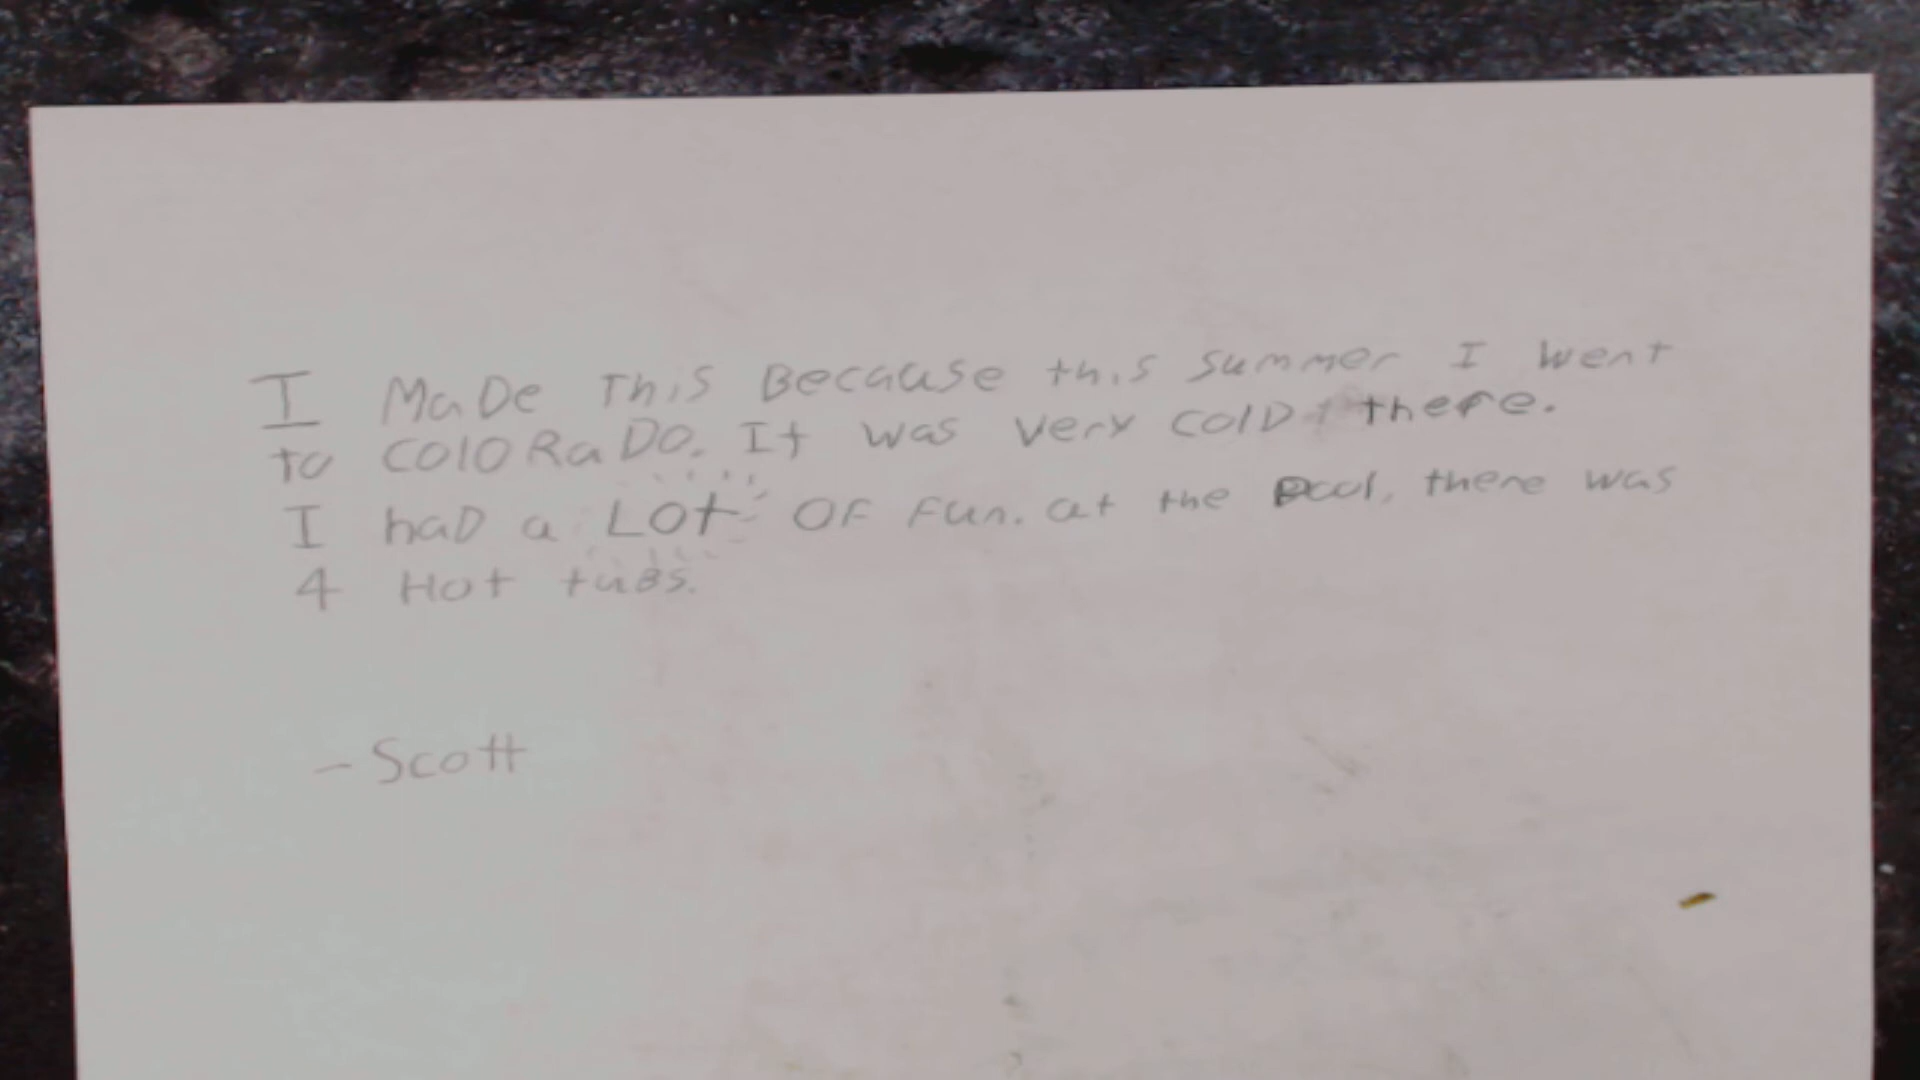 I MaDe ThiS BecauSe this summer I went
to ColoRaDo. It was very ColD there.
I haD a LOt OF Fun. at the Pool, there was
4 Hot tuBs.
- Scott